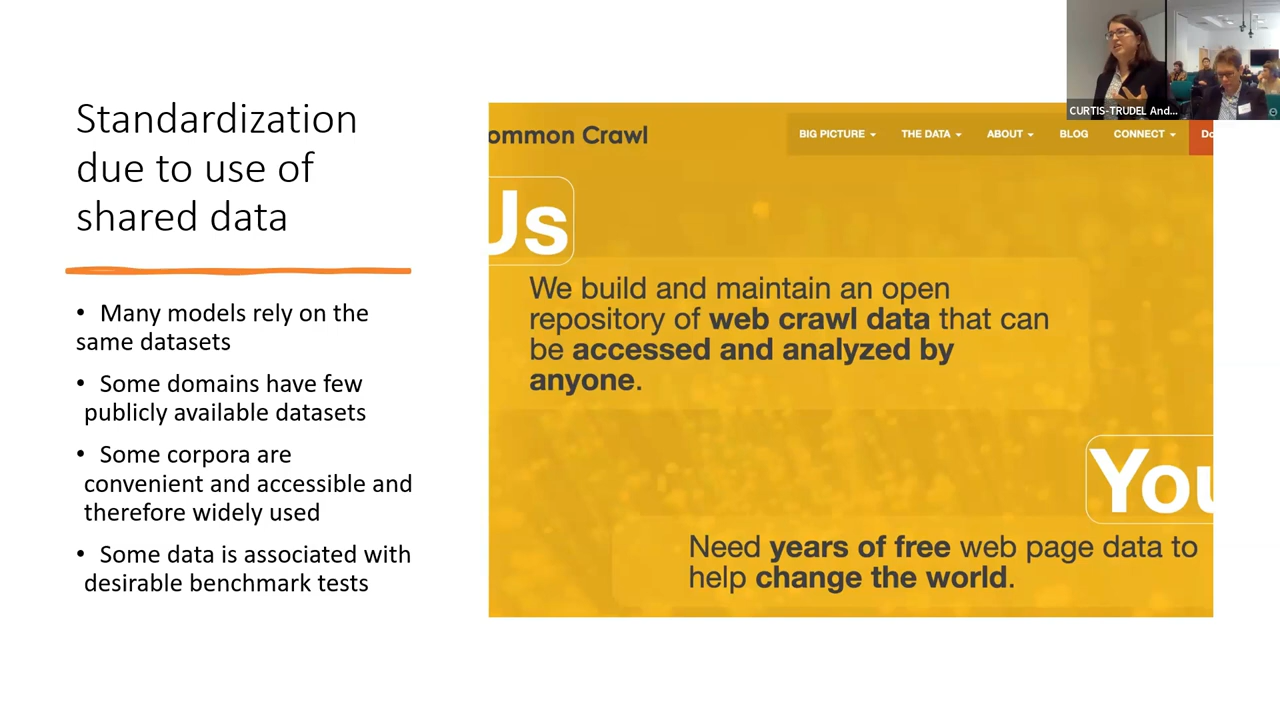 Standardization
due to use of
shared data
• Many models rely on the
same datasets
• Some domains have few
publicly available datasets
• Some corpora are
convenient and accessible and
therefore widely used
• Some data is associated with
desirable benchmark tests
ommon Crawl
BIG PICTURE
THE DATA
ABOUT
BLOG
CONNECT
Do
Us
We build and maintain an open
repository of web crawl data that can
be accessed and analyzed by
anyone.
You
Need years of free web page data to
help change the world.
CURTIS-TRUDEL And...